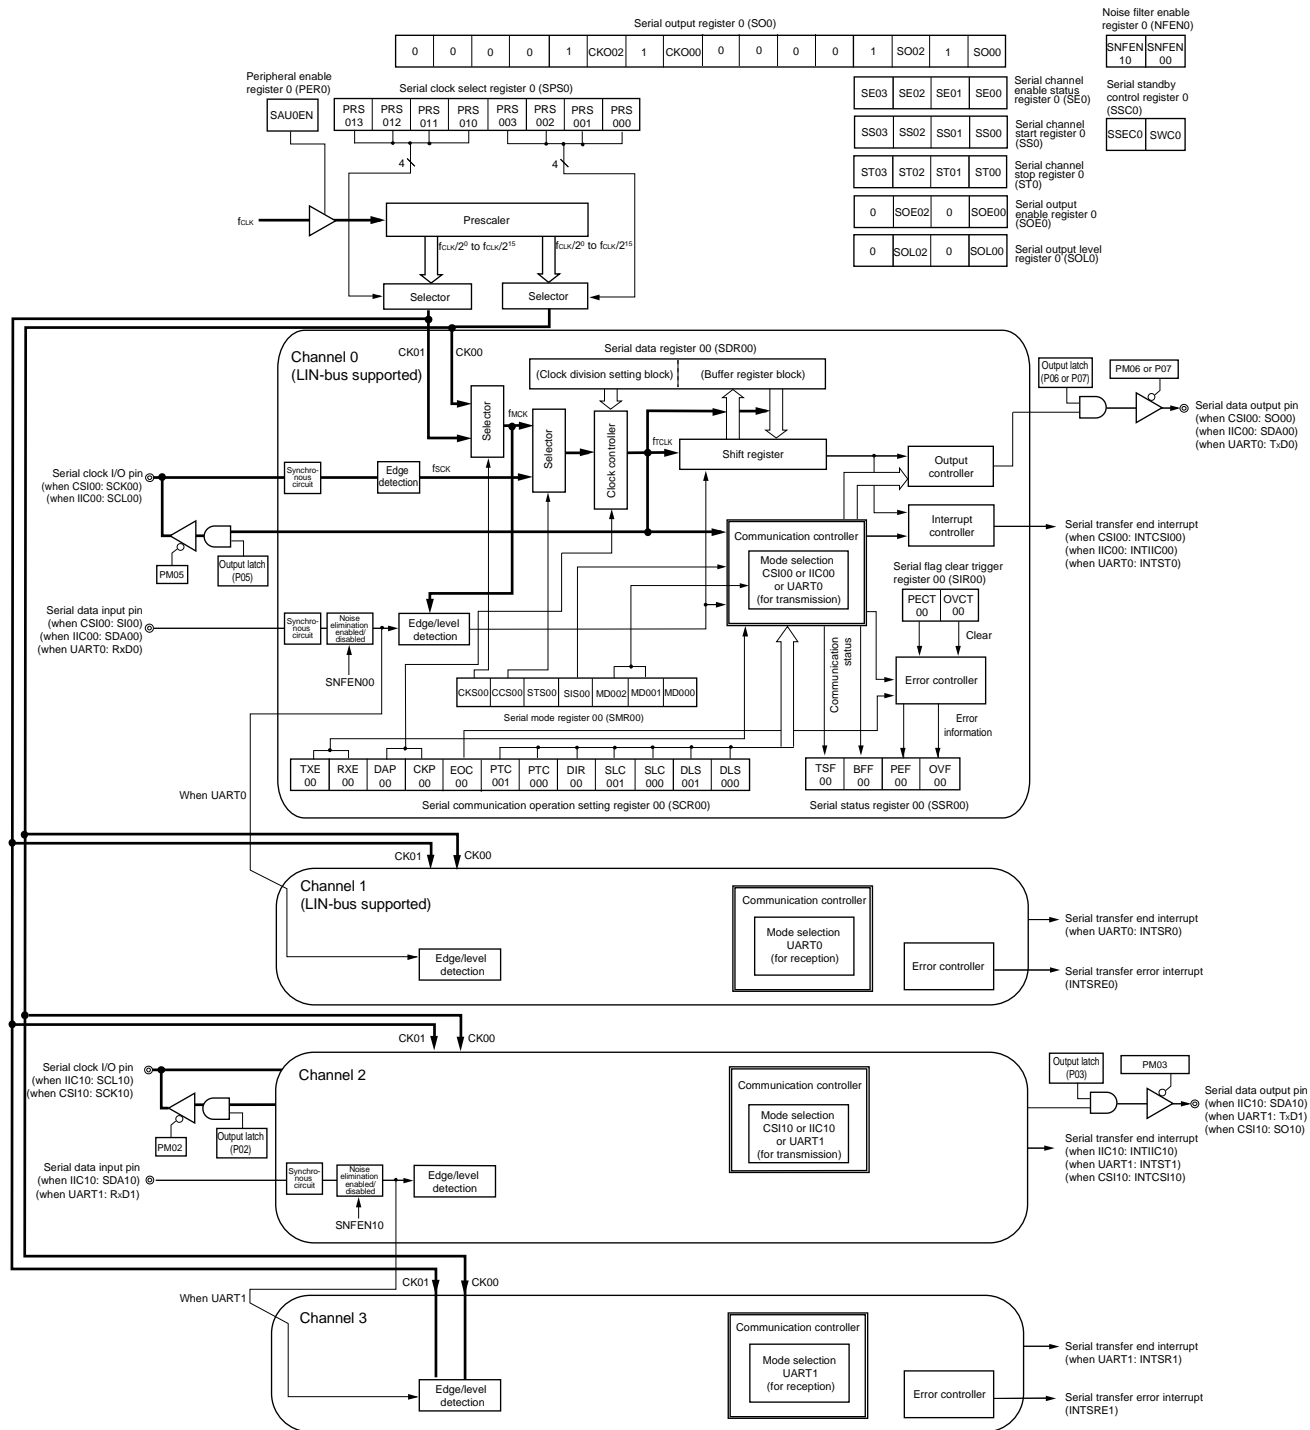 Serial output register 0 (SO0)
0 0 0 0 1 CKO02 1 CKO00 0 0 0 0 1 SO02 1 SO00
Noise filter enable
register 0 (NFEN0)
SNFEN
10
SNFEN
00
Peripheral enable
register 0 (PER0)
SAU0EN
Serial clock select register 0 (SPS0)
PRS
013
PRS
012
PRS
011
PRS
010
PRS
003
PRS
002
PRS
001
PRS
000
4
4
SE03 SE02 SE01 SE00
Serial channel
enable status
register 0 (SE0)
Serial standby
control register 0
(SSC0)
SSEC0 SWC0
SS03 SS02 SS01 SS00
Serial channel
start register 0
(SS0)
ST03 ST02 ST01 ST00
Serial channel
stop register 0
(ST0)
0 SOE02 0 SOE00
Serial output
enable register 0
(SOE0)
0 SOL02 0 SOL00
Serial output level
register 0 (SOL0)
fCLK
Prescaler
fCLK/2⁰ to fCLK/2¹⁵
fCLK/2⁰ to fCLK/2¹⁵
Selector
Selector
Channel 0
(LIN-bus supported)
CK01
CK00
Serial data register 00 (SDR00)
(Clock division setting block)
(Buffer register block)
Selector
fMCK
Selector
Clock controller
fTCLK
Shift register
Output latch
(P06 or P07)
PM06 or P07
Serial data output pin
(when CSI00: SO00)
(when IIC00: SDA00)
(when UART0: TxD0)
Output
controller
Serial clock I/O pin
(when CSI00: SCK00)
(when IIC00: SCL00)
Synchro-
nous
circuit
Edge
detection
fSCK
PM05
Output latch
(P05)
Communication controller
Mode selection
CSI00 or IIC00
or UART0
(for transmission)
Interrupt
controller
Serial transfer end interrupt
(when CSI00: INTCSI00)
(when IIC00: INTIIC00)
(when UART0: INTST0)
Serial flag clear trigger
register 00 (SIR00)
PECT
00
OVCT
00
Clear
Serial data input pin
(when CSI00: SI00)
(when IIC00: SDA00)
(when UART0: RxD0)
Synchro-
nous
circuit
Noise
elimination
enabled/
disabled
Edge/level
detection
SNFEN00
Communication
status
Error controller
Error
information
CKS00 CCS00 STS00 SIS00 MD002 MD001 MD000
Serial mode register 00 (SMR00)
TXE
00
RXE
00
DAP
00
CKP
00
EOC
00
PTC
001
PTC
000
DIR
00
SLC
001
SLC
000
DLS
001
DLS
000
Serial communication operation setting register 00 (SCR00)
TSF
00
BFF
00
PEF
00
OVF
00
Serial status register 00 (SSR00)
When UART0
CK01
CK00
Channel 1
(LIN-bus supported)
Communication controller
Mode selection
UART0
(for reception)
Edge/level
detection
Error controller
Serial transfer end interrupt
(when UART0: INTSR0)
Serial transfer error interrupt
(INTSRE0)
CK01
CK00
Channel 2
Serial clock I/O pin
(when IIC10: SCL10)
(when CSI10: SCK10)
PM02
Output latch
(P02)
Communication controller
Mode selection
CSI10 or IIC10
or UART1
(for transmission)
Output latch
(P03)
PM03
Serial data output pin
(when IIC10: SDA10)
(when UART1: TxD1)
(when CSI10: SO10)
Serial transfer end interrupt
(when IIC10: INTIIC10)
(when UART1: INTST1)
(when CSI10: INTCSI10)
Serial data input pin
(when IIC10: SDA10)
(when UART1: RxD1)
Synchro-
nous
circuit
Noise
elimination
enabled/
disabled
Edge/level
detection
SNFEN10
CK01
CK00
When UART1
Channel 3
Communication controller
Mode selection
UART1
(for reception)
Edge/level
detection
Error controller
Serial transfer end interrupt
(when UART1: INTSR1)
Serial transfer error interrupt
(INTSRE1)